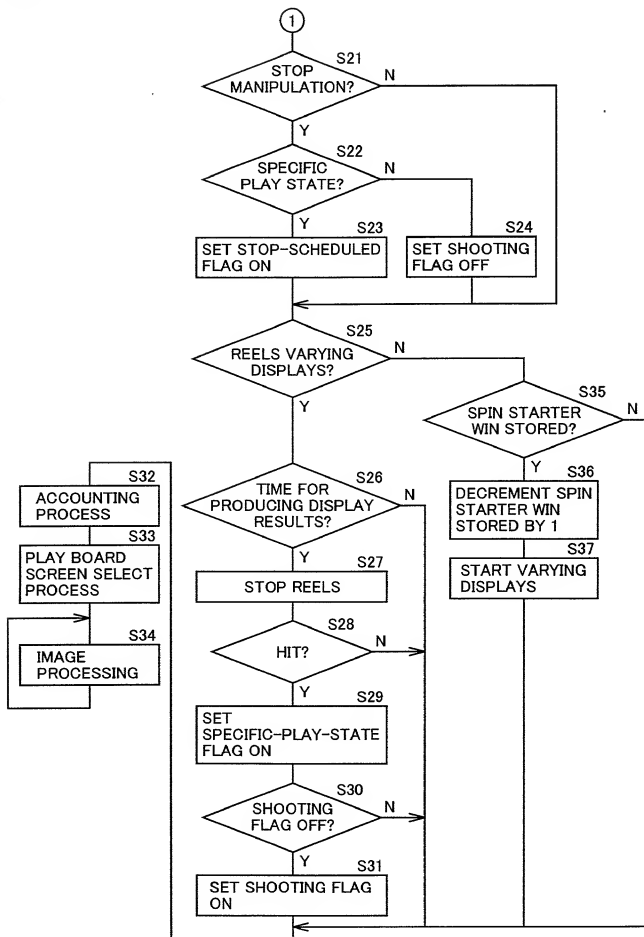 1
S21
STOP
MANIPULATION?
N
Y
S22
SPECIFIC
PLAY STATE?
N
Y
S23
SET STOP-SCHEDULED
FLAG ON
S24
SET SHOOTING
FLAG OFF
S25
REELS VARYING
DISPLAYS?
N
Y
S35
SPIN STARTER
WIN STORED?
N
Y
S36
DECREMENT SPIN
STARTER WIN
STORED BY 1
S37
START VARYING
DISPLAYS
S26
TIME FOR
PRODUCING DISPLAY
RESULTS?
N
Y
S27
STOP REELS
S28
HIT?
N
Y
S29
SET
SPECIFIC-PLAY-STATE
FLAG ON
S30
SHOOTING
FLAG OFF?
N
Y
S31
SET SHOOTING FLAG
ON
S32
ACCOUNTING
PROCESS
S33
PLAY BOARD
SCREEN SELECT
PROCESS
S34
IMAGE
PROCESSING